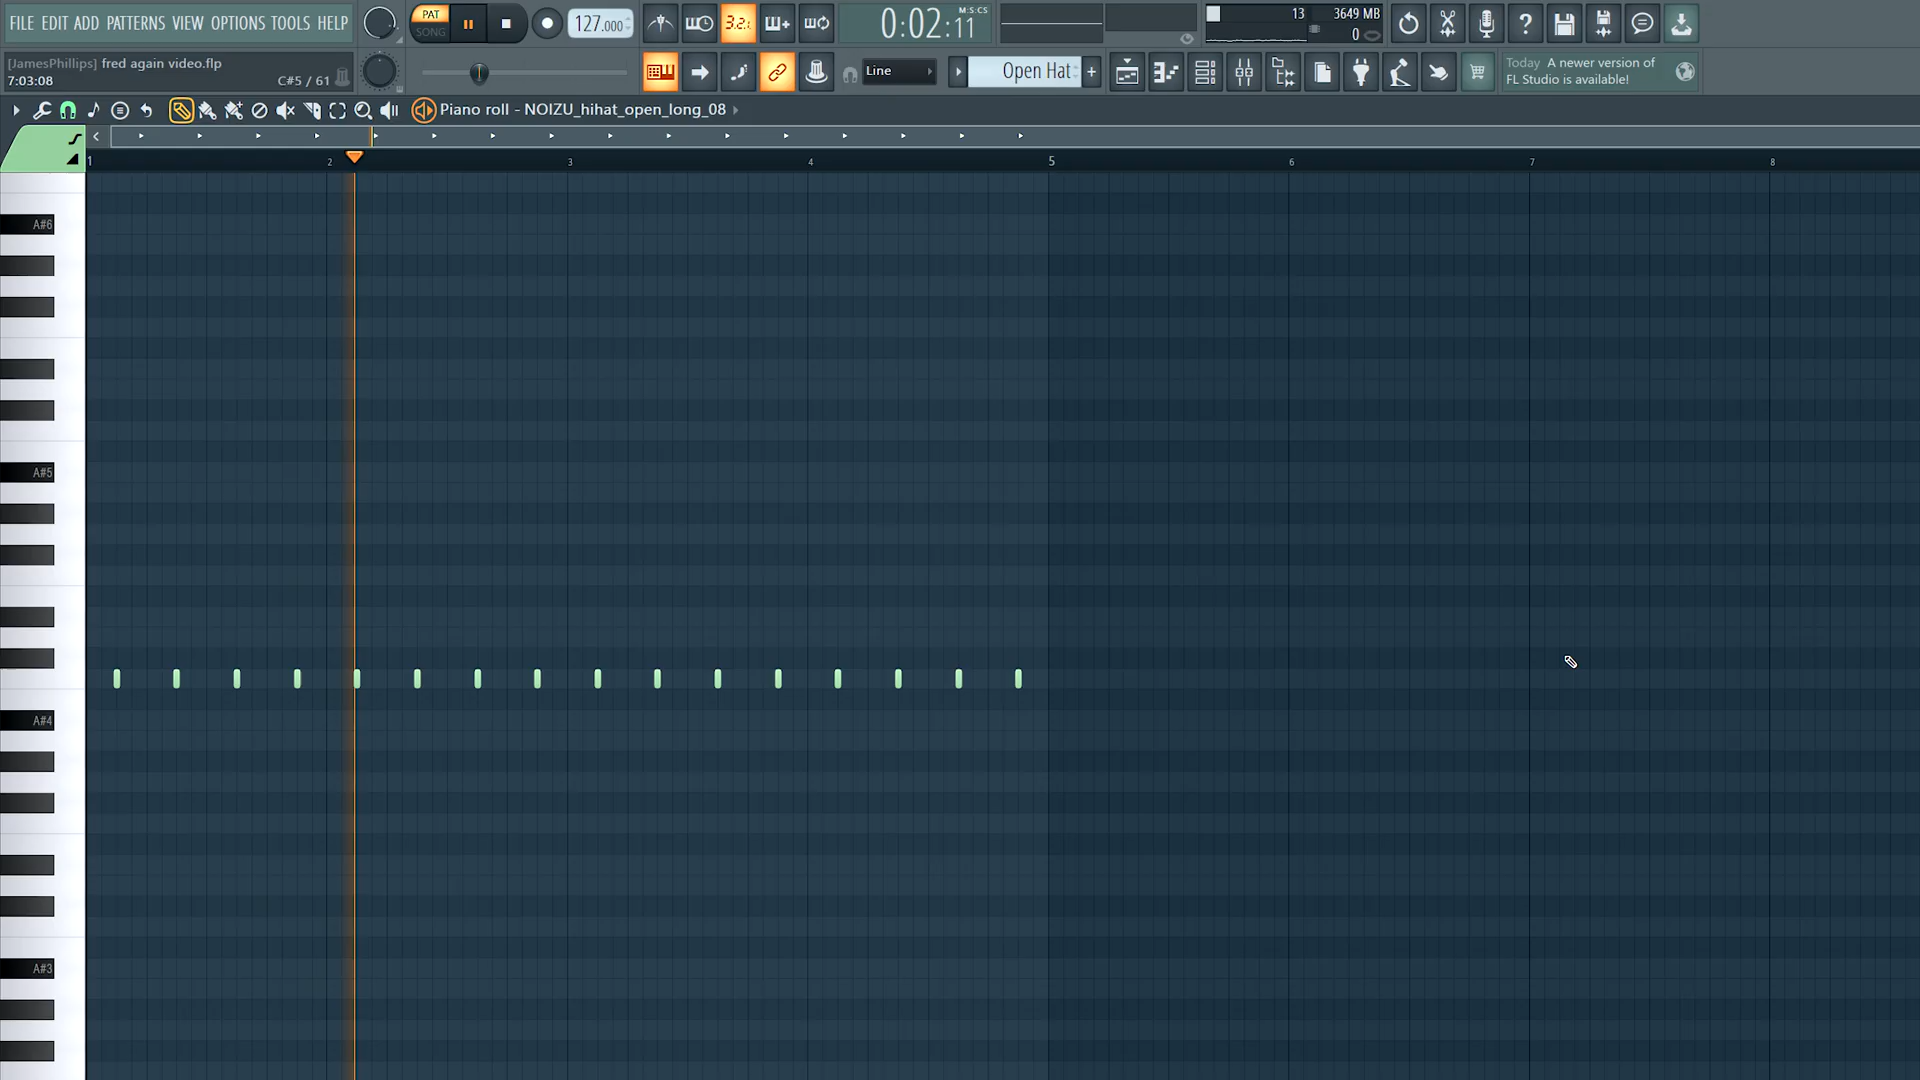 FILE EDIT ADD PATTERNS VIEW OPTIONS TOOLS HELP
PAT
SONG
127.000
3.2.:
M:S:CS
0:02:11
13
3649 MB
0
[JamesPhillips] fred again video.flp
7:03:08
C#5 / 61
Line
Open Hat
Today A newer version of
FL Studio is available!
Piano roll - NOIZU_hihat_open_long_08
1
2
3
4
5
6
7
8
A#6
A#5
A#4
A#3